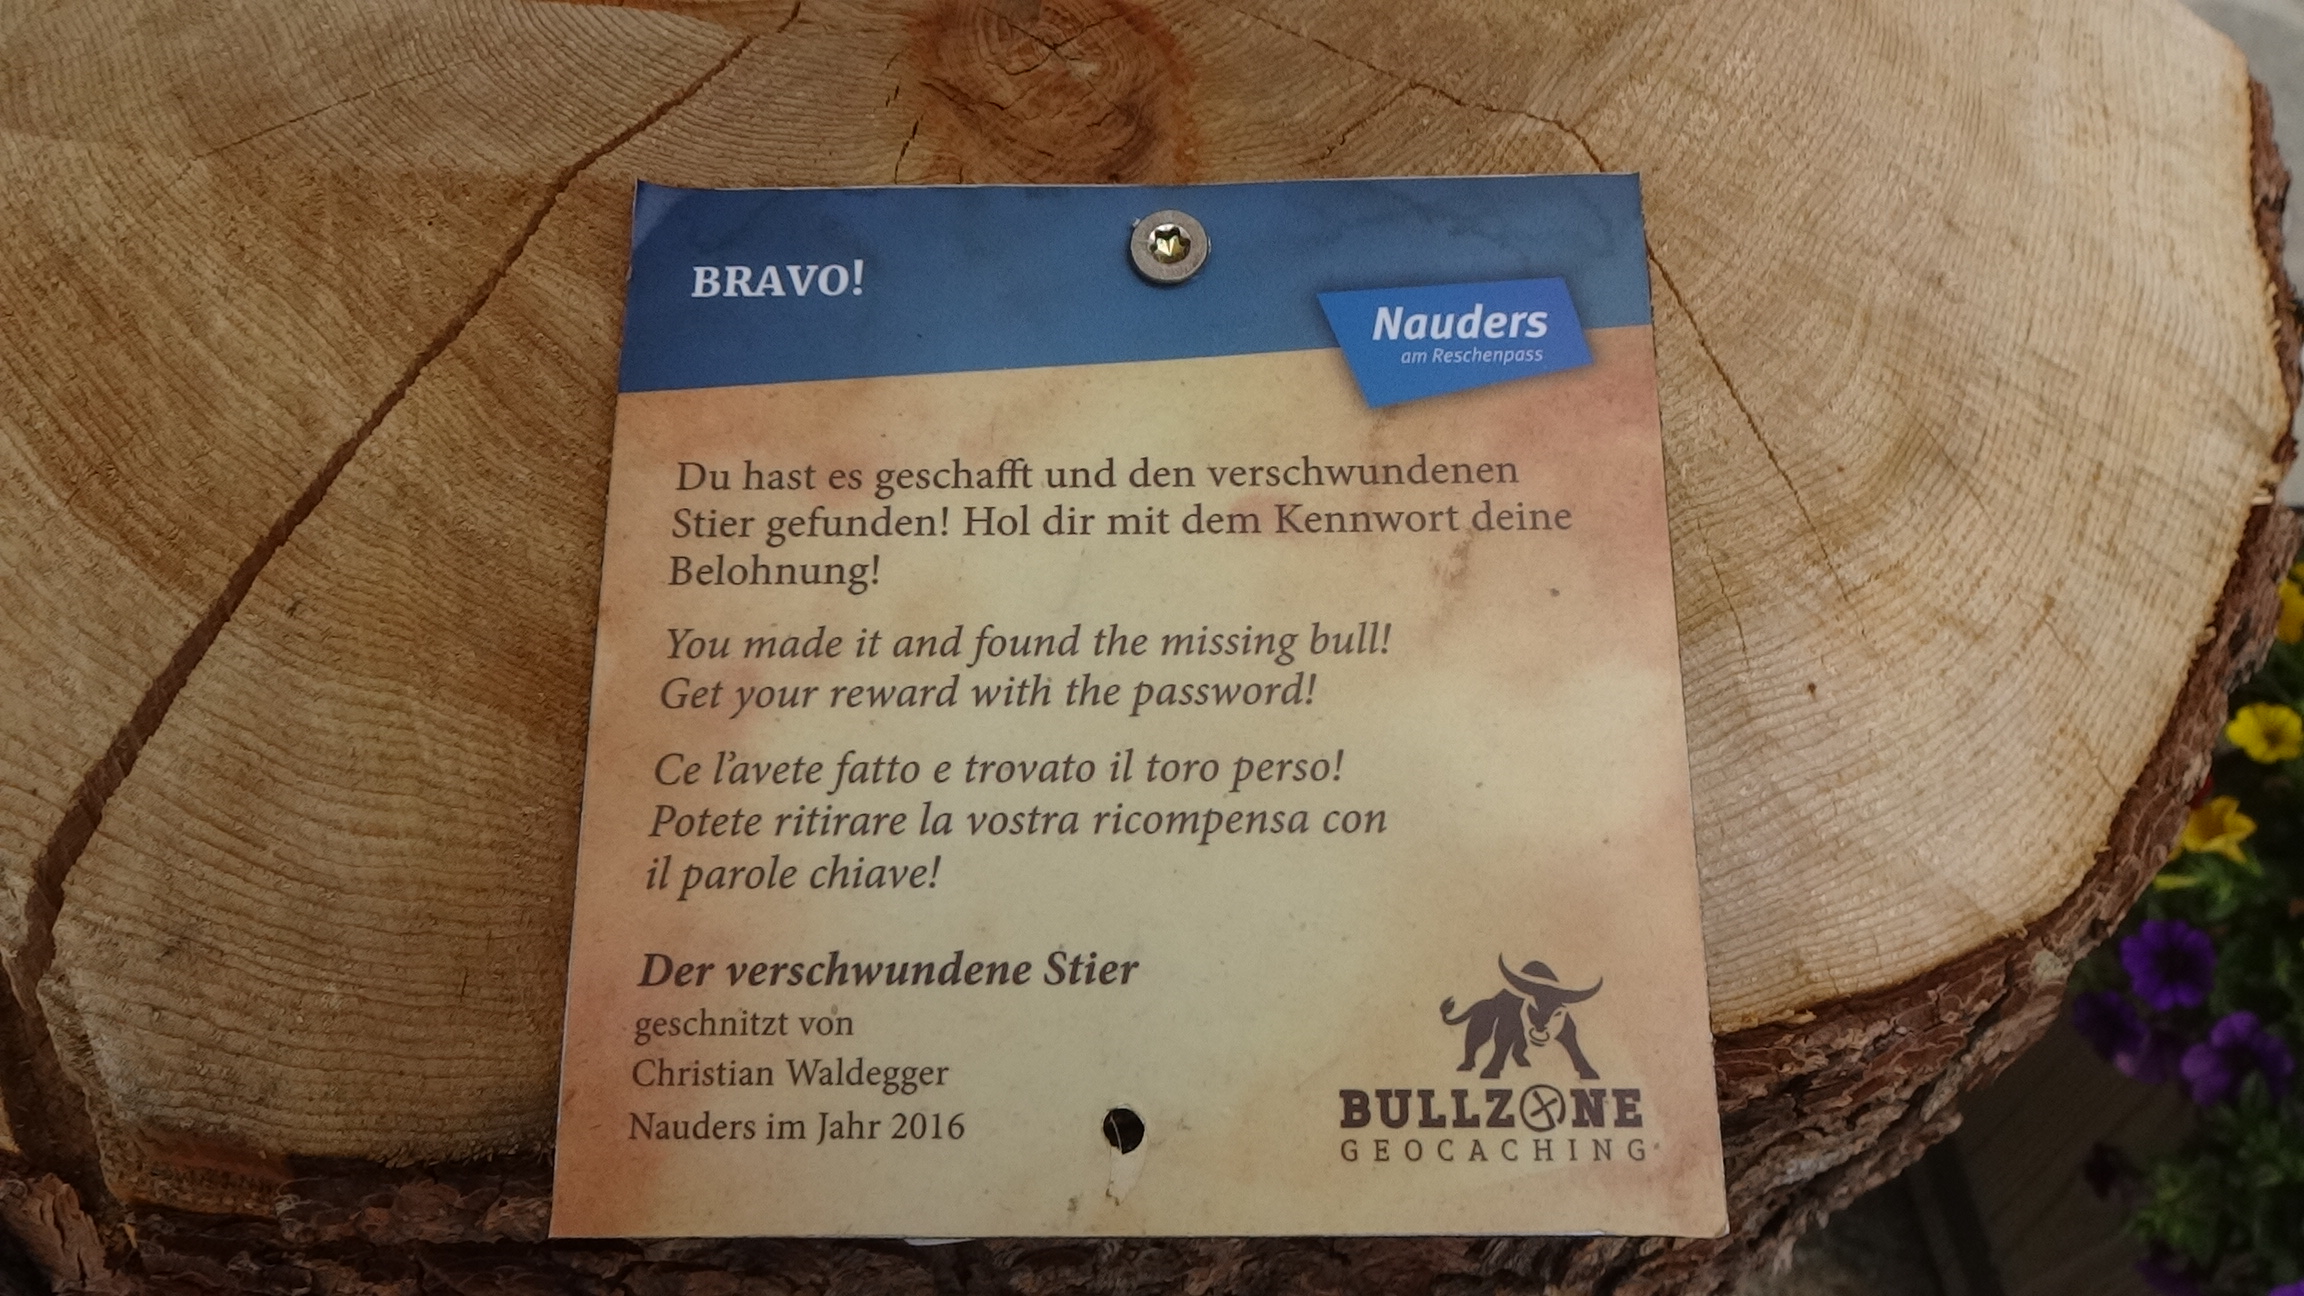 BRAVO!
Nauders
am Reschenpass
Du hast es geschafft und den verschwundenen
Stier gefunden! Hol dir mit dem Kennwort deine
Belohnung!
You made it and found the missing bull!
Get your reward with the password!
Ce l'avete fatto e trovato il toro perso!
Potete ritirare la vostra ricompensa con
il parole chiave!
Der verschwundene Stier
geschnitzt von
Christian Waldegger
Nauders im Jahr 2016
BULLZONE
GEOCACHING